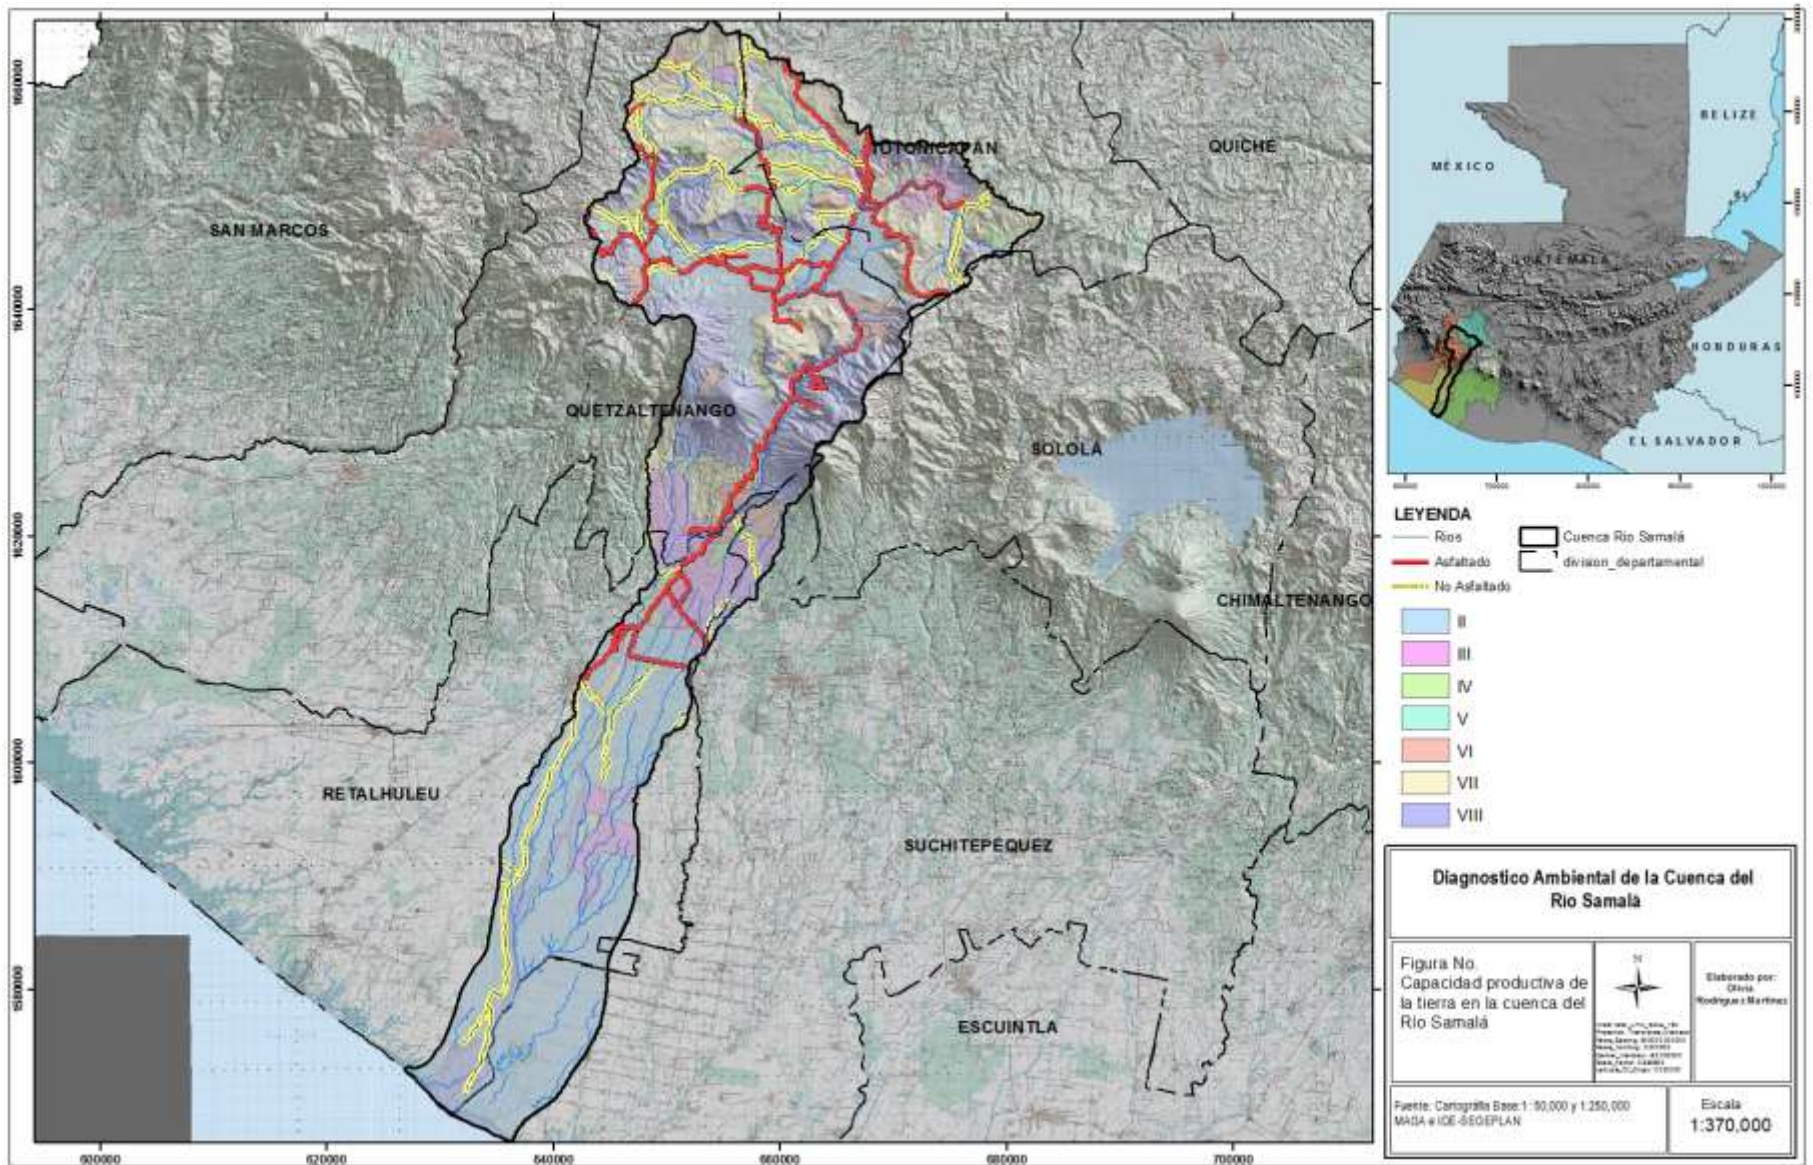 SAN MARCOS
QUICHE
QUETZALTENANGO
SOLOLÁ
CHIMALTENANGO
RETALHULEU
SUCHITEPEQUEZ
ESCUINTLA
1640000
1620000
1600000
1580000
600000
620000
640000
660000
680000
700000
BELIZE
MÉXICO
GUATEMALA
HONDURAS
EL SALVADOR
LEYENDA
Rios
Cuenca Rio Samalá
Asfaltado
division_departamental
No Asfaltado
II
III
IV
V
VI
VII
VIII
Diagnostico Ambiental de la Cuenca del
Rio Samalá
Figura No.
Capacidad productiva de
la tierra en la cuenca del
Río Samalá
N
Elaborado por:
Olivia
Rodriguez Martinez
Fuente: Cartografia Base 1:50,000 y 1:250,000
MAGA e IDE-SEGEPLAN
Escala
1:370,000